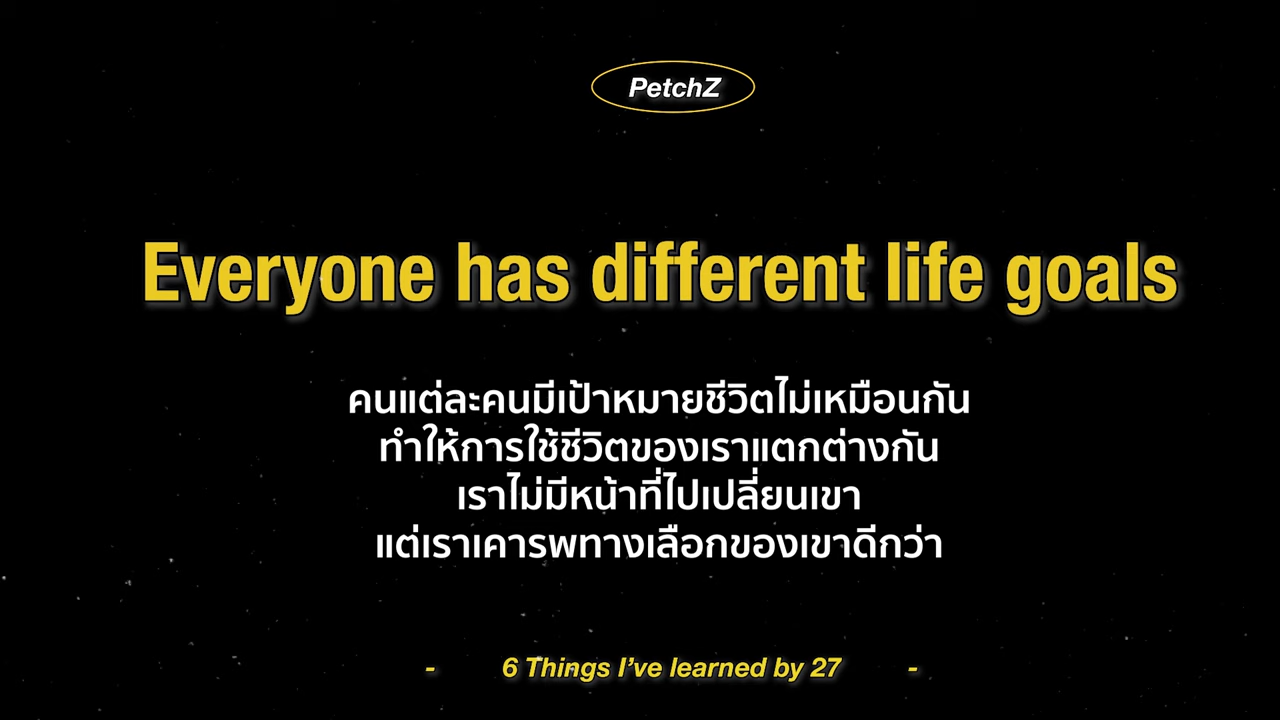 PetchZ
Everyone has different life goals
คนแต่ละคนมีเป้าหมายชีวิตไม่เหมือนกัน
ทำให้การใช้ชีวิตของเราแตกต่างกัน
เราไม่มีหน้าที่ไปเปลี่ยนเขา
แต่เราเคารพทางเลือกของเขาดีกว่า
- 6 Things I’ve learned by 27 -